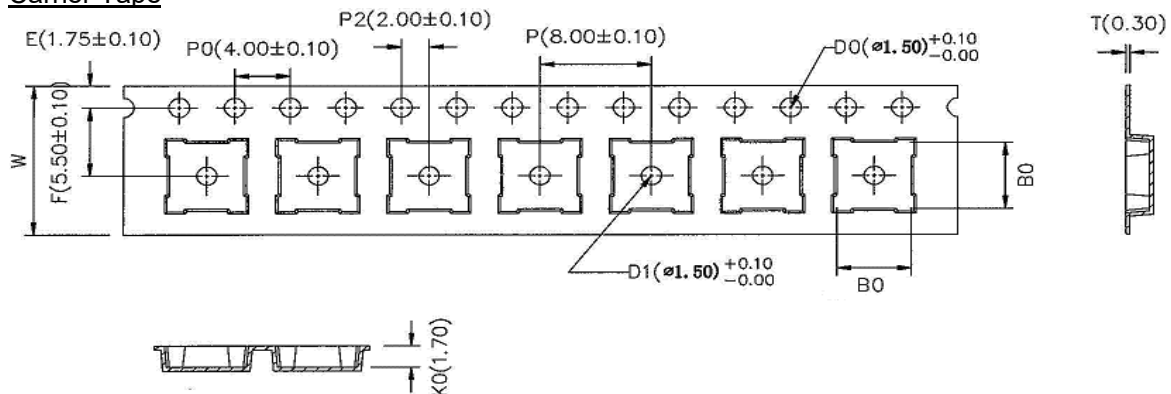 Carrier Tape
P2(2.00±0.10)
E(1.75±0.10)
P0(4.00±0.10)
P(8.00±0.10)
D0(ø1.50) +0.10 -0.00
T(0.30)
W
F(5.50±0.10)
B0
D1(ø1.50) +0.10 -0.00
B0
K0(1.70)